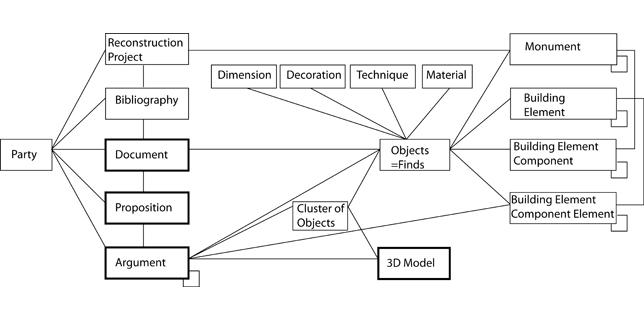 Reconstruction
Project
Monument
Dimension
Decoration
Technique
Material
Bibliography
Building
Element
Party
Document
Objects
=Finds
Building Element
Component
Proposition
Cluster of
Objects
Building Element
Component Element
Argument
3D Model